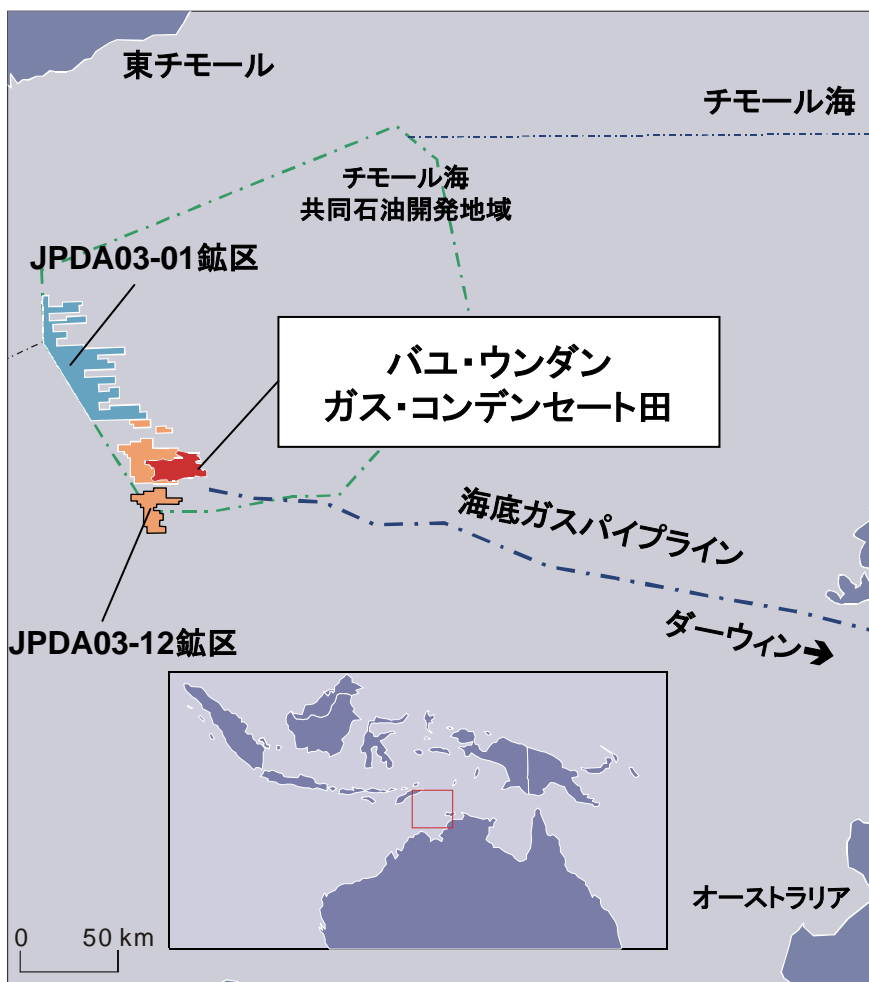 東チモール
チモール海
チモール海
共同石油開発地域
JPDA03-01鉱区
バユ・ウンダン
ガス・コンデンセート田
海底ガスパイプライン
ダーウィン➔
JPDA03-12鉱区
オーストラリア
0 50 km